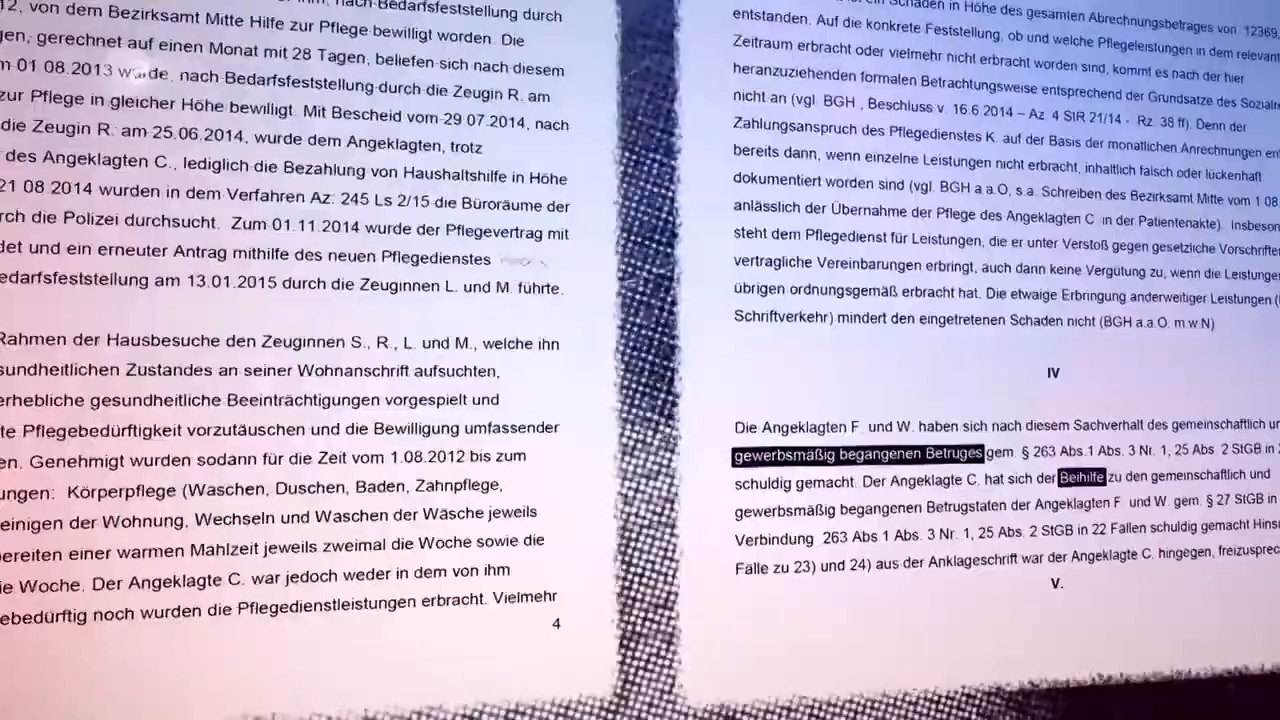 12, von dem Bezirksamt Mitte Hilfe zur Pflege bewilligt worden. Die
gen, gerechnet auf einen Monat mit 28 Tagen, beliefen sich nach diesem
m 01 08.2013 wurde, nach Bedarfsfeststellung durch die Zeugin R. am
zur Pflege in gleicher Höhe bewilligt. Mit Bescheid vom 29 07.2014, nach
die Zeugin R. am 25.06.2014, wurde dem Angeklagten, trotz
des Angeklagten C., lediglich die Bezahlung von Haushaltshilfe in Höhe
21 08 2014 wurden in dem Verfahren Az: 245 Ls 2/15 die Büroräume der
rch die Polizei durchsucht. Zum 01.11.2014 wurde der Pflegevertrag mit
det und ein erneuter Antrag mithilfe des neuen Pflegedienstes
edarfsfeststellung am 13.01.2015 durch die Zeuginnen L. und M. führte.
Rahmen der Hausbesuche den Zeuginnen S., R., L. und M., welche ihn
sundheitlichen Zustandes an seiner Wohnanschrift aufsuchten,
erhebliche gesundheitliche Beeinträchtigungen vorgespielt und
te Pflegebedürftigkeit vorzutäuschen und die Bewilligung umfassender
en. Genehmigt wurden sodann für die Zeit vom 1.08.2012 bis zum
ungen: Körperpflege (Waschen, Duschen, Baden, Zahnpflege,
einigen der Wohnung, Wechseln und Waschen der Wäsche jeweils
bereiten einer warmen Mahlzeit jeweils zweimal die Woche sowie die
ie Woche. Der Angeklagte C. war jedoch weder in dem von ihm
ebedürftig noch wurden die Pflegedienstleistungen erbracht. Vielmehr
4
Schaden in Höhe des gesamten Abrechnungsbetrages von 12369,
entstanden. Auf die konkrete Feststellung, ob und welche Pflegeleistungen in dem relevant
Zeitraum erbracht oder vielmehr nicht erbracht worden sind, kommt es nach der hier
heranzuziehenden formalen Betrachtungsweise entsprechend der Grundsätze des Sozialre
nicht an (vgl. BGH , Beschluss v. 16.6 2014 – Az. 4 StR 21/14 - Rz. 38 ff). Denn der
Zahlungsanspruch des Pflegedienstes K. auf der Basis der monatlichen Anrechnungen ent
bereits dann, wenn einzelne Leistungen nicht erbracht, inhaltlich falsch oder lückenhaft
dokumentiert worden sind (vgl. BGH a.a.O, s.a. Schreiben des Bezirksamt Mitte vom 1 08.
anlässlich der Übernahme der Pflege des Angeklagten C in der Patientenakte). Insbeson
steht dem Pflegedienst für Leistungen, die er unter Verstoß gegen gesetzliche Vorschrifte
vertragliche Vereinbarungen erbringt, auch dann keine Vergütung zu, wenn die Leistunge
übrigen ordnungsgemäß erbracht hat. Die etwaige Erbringung anderweitiger Leistungen (
Schriftverkehr) mindert den eingetretenen Schaden nicht (BGH a.a.O. m.w.N)
IV
Die Angeklagten F. und W. haben sich nach diesem Sachverhalt des gemeinschaftlich un
gewerbsmäßig begangenen Betruges gem. § 263 Abs.1 Abs. 3 Nr. 1, 25 Abs. 2 StGB in 2
schuldig gemacht. Der Angeklagte C. hat sich der Beihilfe zu den gemeinschaftlich und
gewerbsmäßig begangenen Betrugstaten der Angeklagten F und W. gem. § 27 StGB in
Verbindung 263 Abs.1 Abs. 3 Nr. 1, 25 Abs. 2 StGB in 22 Fällen schuldig gemacht Hins
Fälle zu 23) und 24) aus der Anklageschrift war der Angeklagte C. hingegen, freizusprec
V.